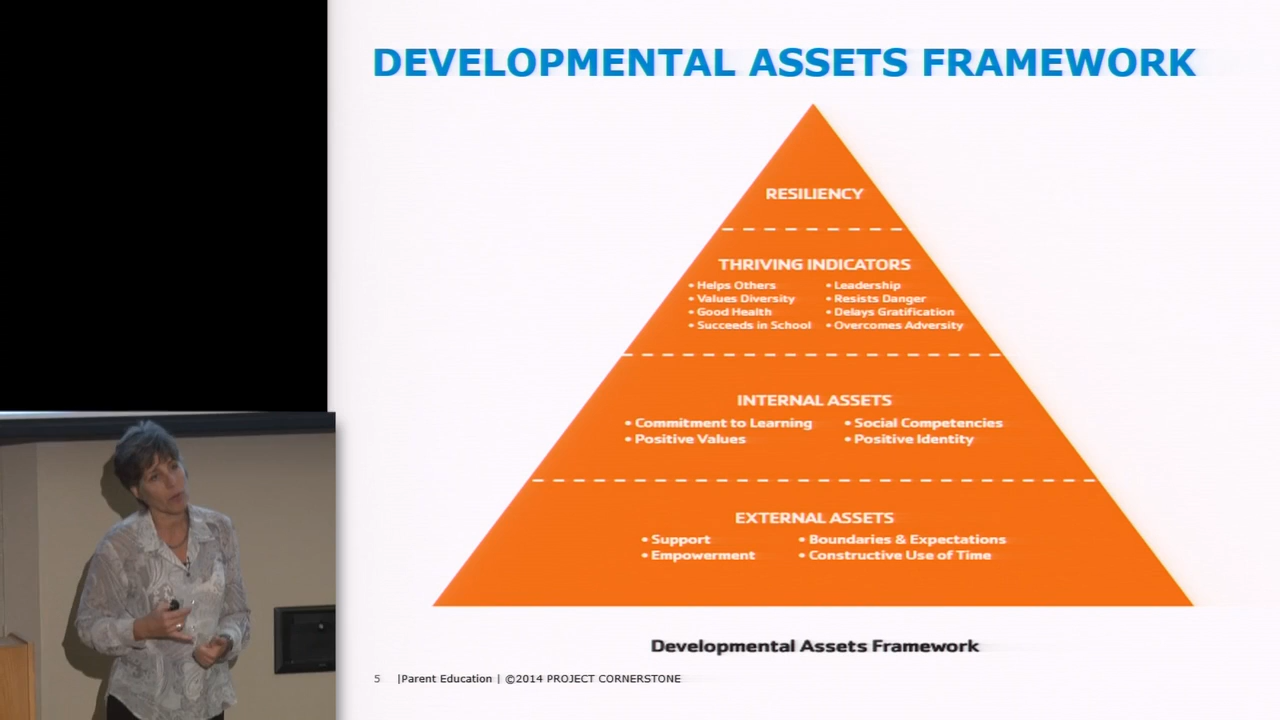 DEVELOPMENTAL ASSETS FRAMEWORK
RESILIENCY
THRIVING INDICATORS
• Helps Others • Leadership
• Values Diversity • Resists Danger
• Good Health • Delays Gratification
• Succeeds in School • Overcomes Adversity
INTERNAL ASSETS
• Commitment to Learning • Social Competencies
• Positive Values • Positive Identity
EXTERNAL ASSETS
• Support • Boundaries & Expectations
• Empowerment • Constructive Use of Time
Developmental Assets Framework
5 |Parent Education | ©2014 PROJECT CORNERSTONE